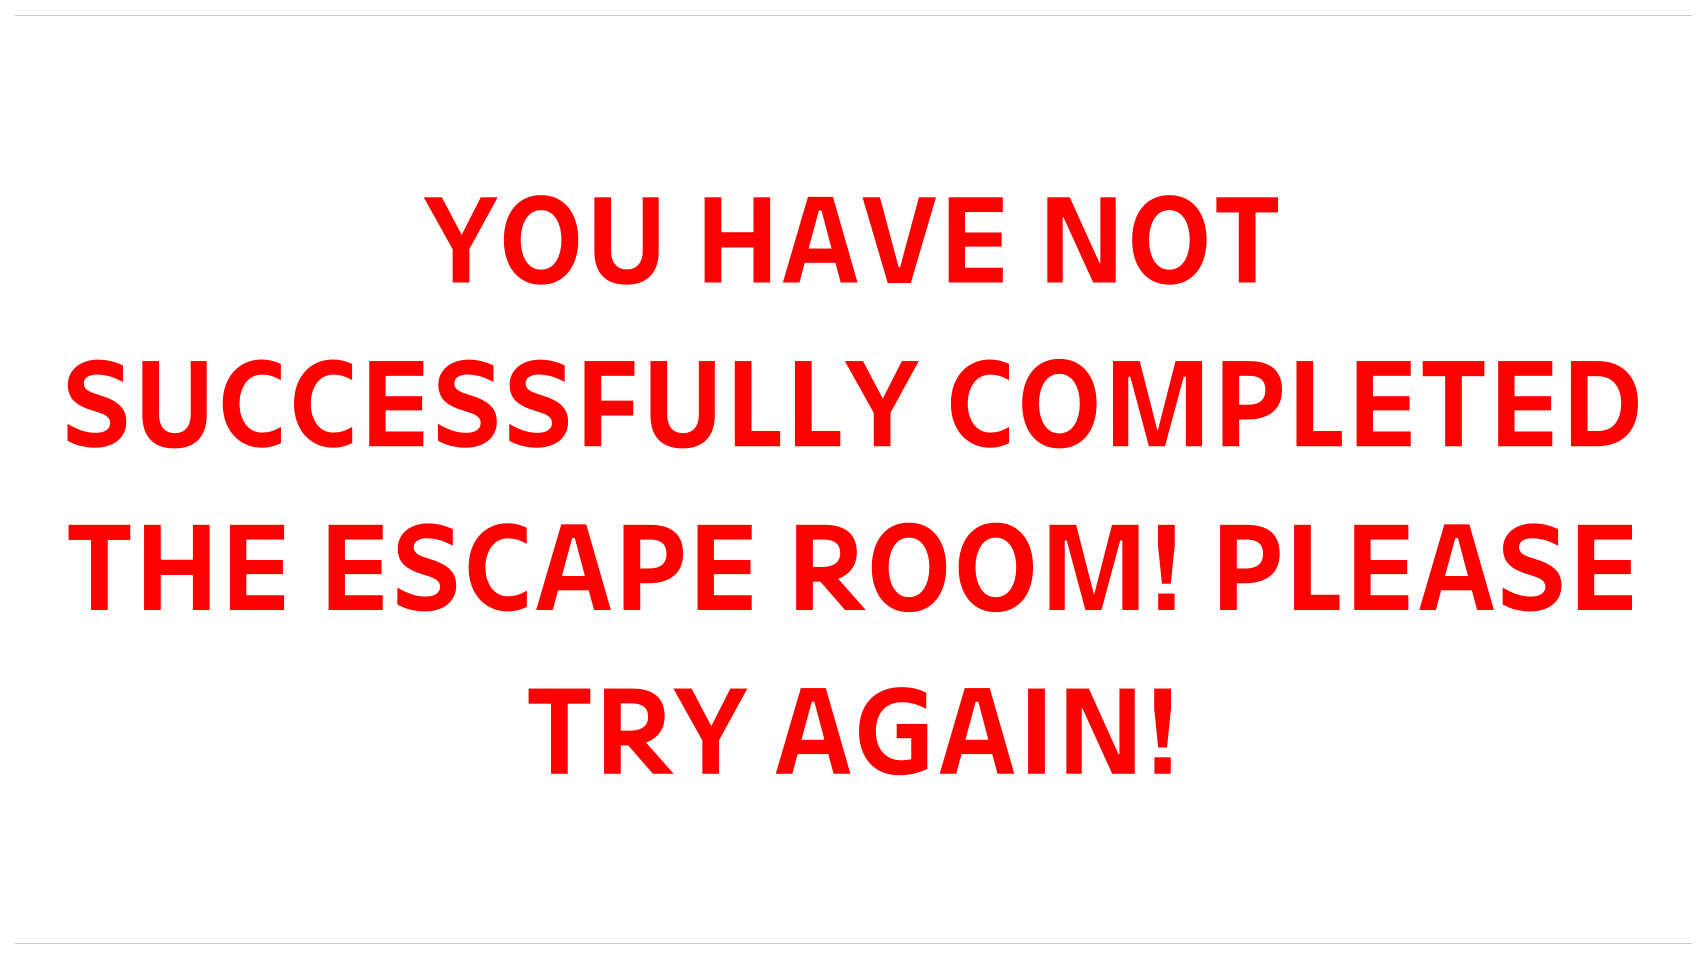 YOU HAVE NOT
SUCCESSFULLY COMPLETED
THE ESCAPE ROOM! PLEASE
TRY AGAIN!